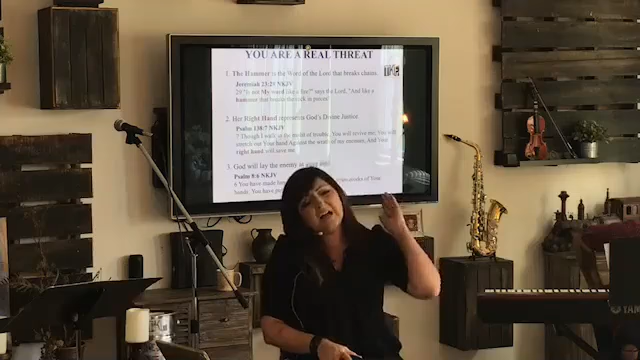 YOU ARE A REAL THREAT
1. The Hammer is the Word of the Lord that breaks chains.
Jeremiah 23:29 NKJV
29 "Is not My word like a fire?" says the Lord, "And like a
hammer that breaks the rock in pieces?
2. Her Right Hand represents God's Divine Justice.
Psalm 138:7 NKJV
7 Though I walk in the midst of trouble, You will revive me; You will
stretch out Your hand Against the wrath of my enemies, And Your
right hand will save me.
3. God will lay the enemy at your feet.
Psalm 8:6 NKJV
6 You have made him works of Your
hands; You have
YAM